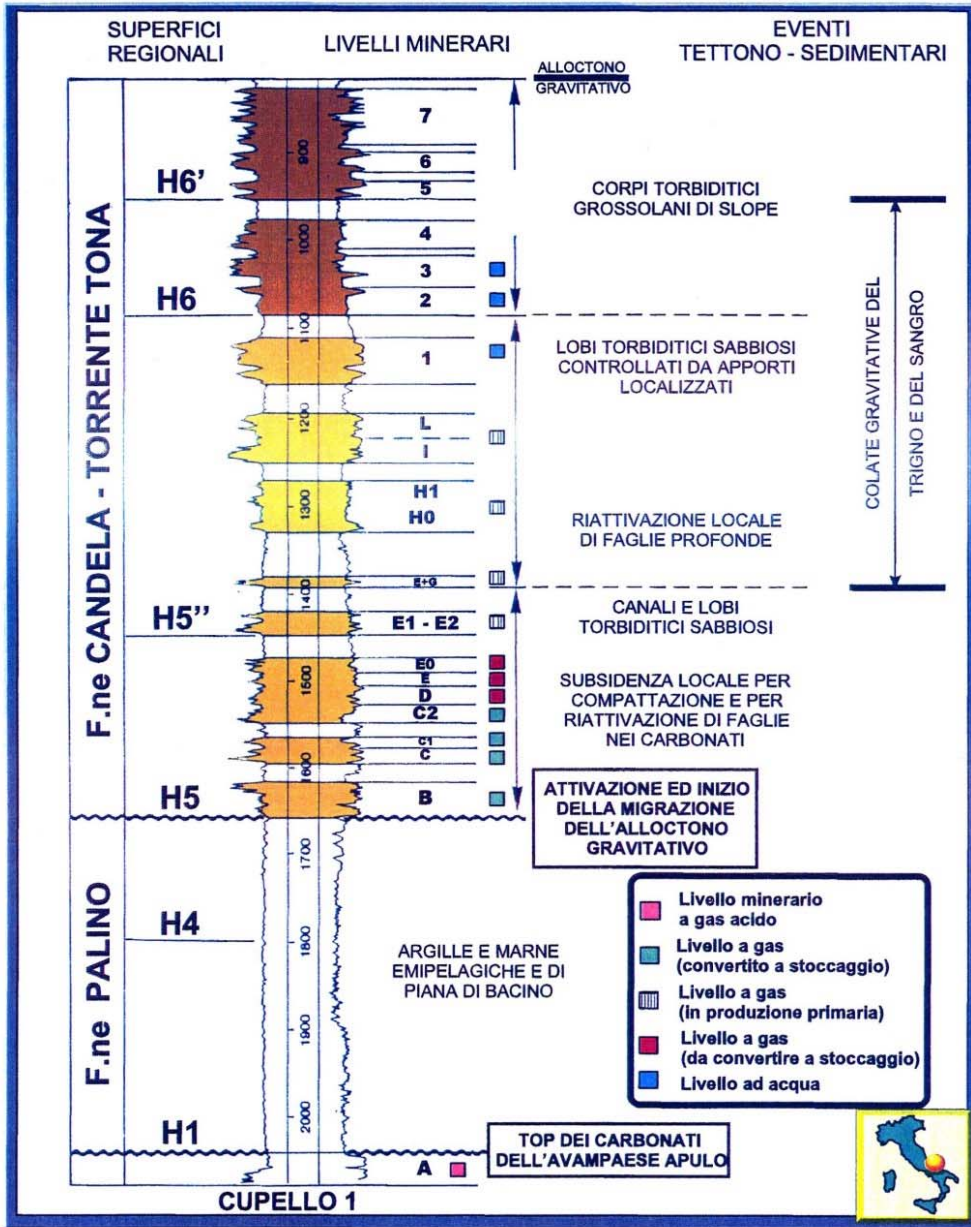 SUPERFICI
REGIONALI
LIVELLI MINERARI
EVENTI
TETTONO - SEDIMENTARI
ALLOCTONO
GRAVITATIVO
F.ne CANDELA - TORRENTE TONA
F.ne PALINO
H6'
H6
H5''
H5
H4
H1
900
1000
1100
1200
1300
1400
1500
1600
1700
1800
1900
2000
7
6
5
4
3
2
1
L
I
H1
H0
E+G
E1 - E2
E0
E
D
C2
C1
C
B
A
CORPI TORBIDITICI
GROSSOLANI DI SLOPE
LOBI TORBIDITICI SABBIOSI
CONTROLLATI DA APPORTI
LOCALIZZATI
RIATTIVAZIONE LOCALE
DI FAGLIE PROFONDE
CANALI E LOBI
TORBIDITICI SABBIOSI
SUBSIDENZA LOCALE PER
COMPATTAZIONE E PER
RIATTIVAZIONE DI FAGLIE
NEI CARBONATI
ATTIVAZIONE ED INIZIO
DELLA MIGRAZIONE
DELL'ALLOCTONO
GRAVITATIVO
ARGILLE E MARNE
EMIPELAGICHE E DI
PIANA DI BACINO
TOP DEI CARBONATI
DELL'AVAMPAESE APULO
COLATE GRAVITATIVE DEL
TRIGNO E DEL SANGRO
Livello minerario
a gas acido
Livello a gas
(convertito a stoccaggio)
Livello a gas
(in produzione primaria)
Livello a gas
(da convertire a stoccaggio)
Livello ad acqua
CUPELLO 1